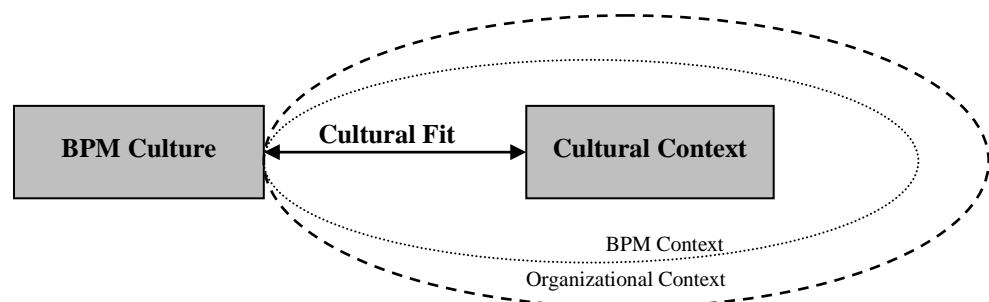 Cultural Fit
BPM Culture
Cultural Context
BPM Context
Organizational Context